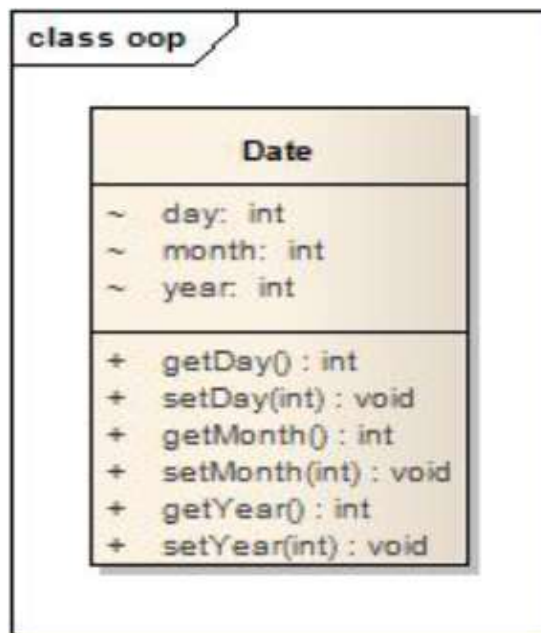 class oop
Date
~ day: int
~ month: int
~ year: int
+ getDay() : int
+ setDay(int) : void
+ getMonth() : int
+ setMonth(int) : void
+ getYear() : int
+ setYear(int) : void